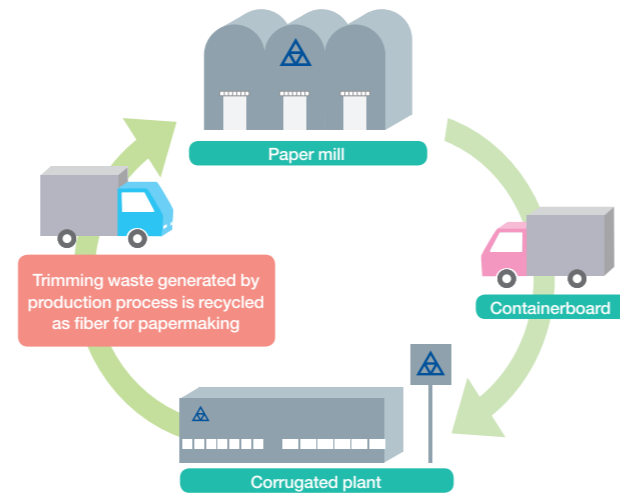 Paper mill
Containerboard
Trimming waste generated by
production process is recycled
as fiber for papermaking
Corrugated plant